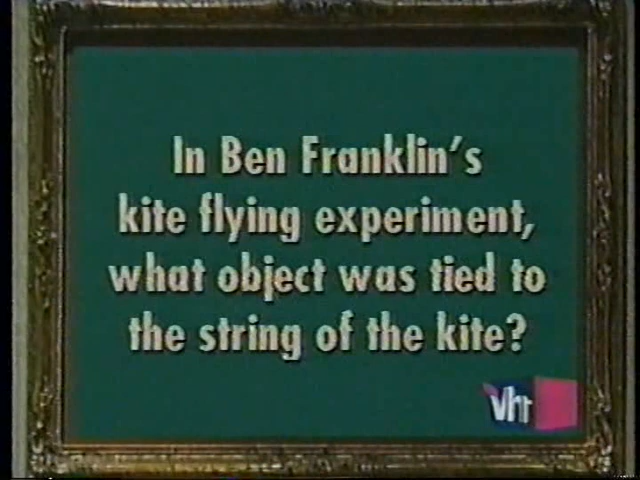 In Ben Franklin's
kite flying experiment,
what object was tied to
the string of the kite?
vh1